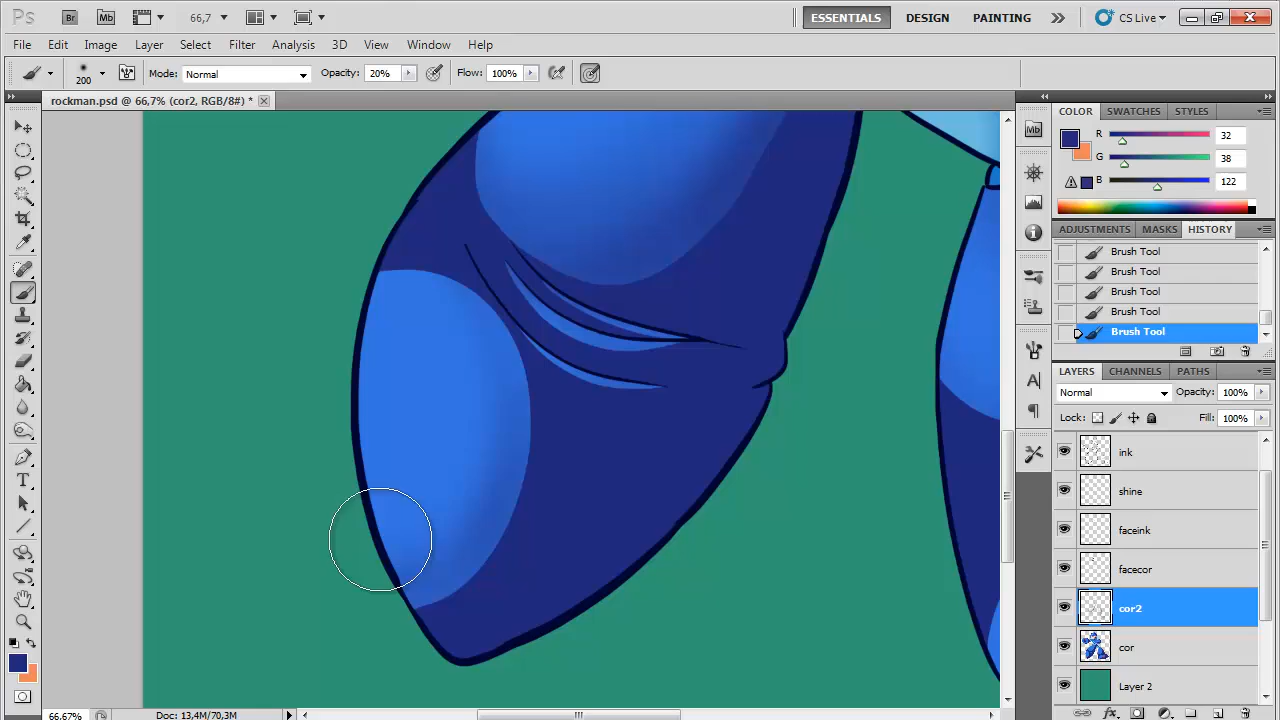 Ps Br Mb 66,7 ESSENTIALS DESIGN PAINTING CS Live
File Edit Image Layer Select Filter Analysis 3D View Window Help
200 Mode: Normal Opacity: 20% Flow: 100%
rockman.psd @ 66,7% (cor2, RGB/8#) *
COLOR SWATCHES STYLES
R 32
G 38
B 122
Mb
ADJUSTMENTS MASKS HISTORY
Brush Tool
Brush Tool
Brush Tool
Brush Tool
Brush Tool
LAYERS CHANNELS PATHS
Normal Opacity: 100%
Lock: Fill: 100%
ink
shine
faceink
facecor
cor2
cor
Layer 2
66,67% Doc: 13,4M/70,3M